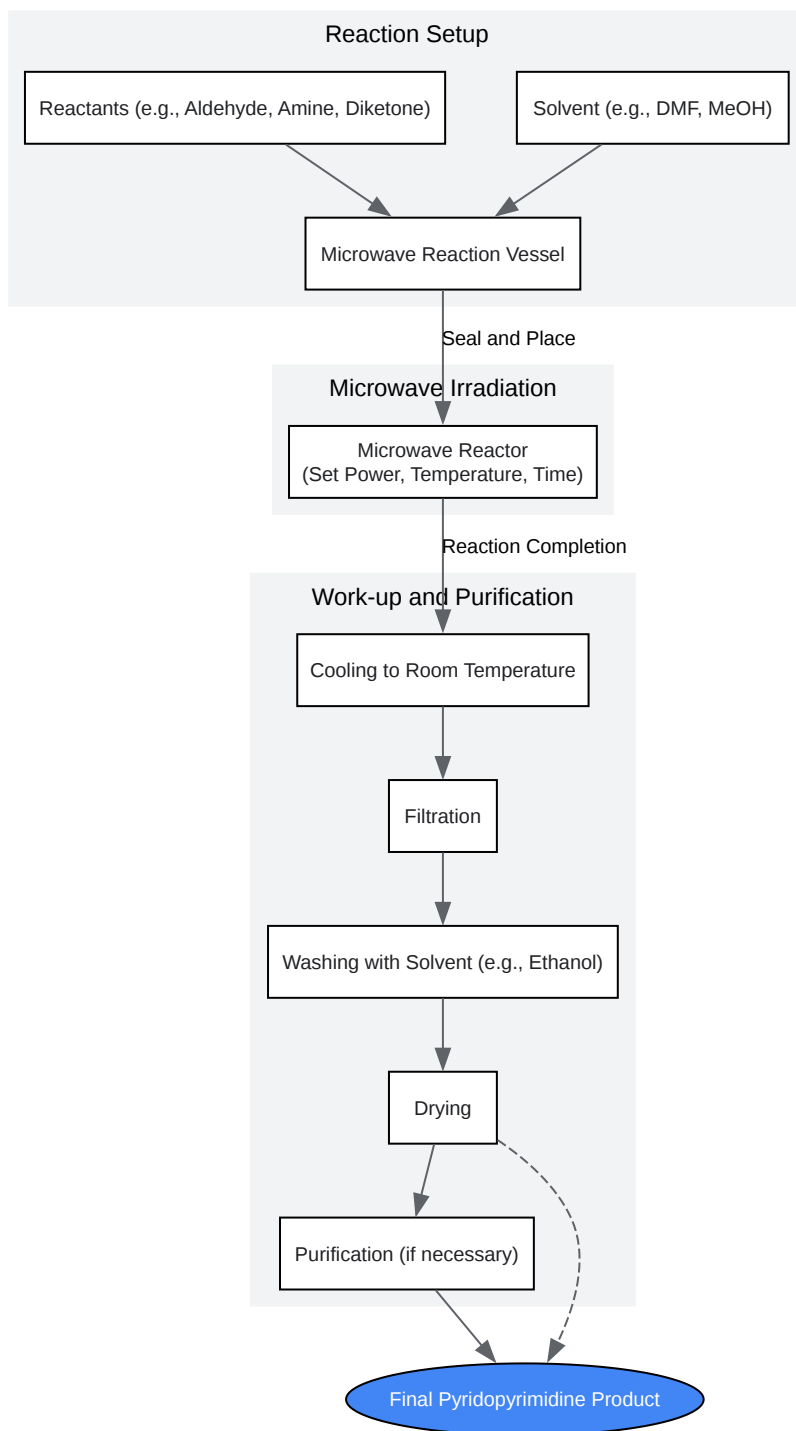 Reaction Setup
Reactants (e.g., Aldehyde, Amine, Diketone)
Solvent (e.g., DMF, MeOH)
Microwave Reaction Vessel
Seal and Place
Microwave Irradiation
Microwave Reactor
(Set Power, Temperature, Time)
Reaction Completion
Work-up and Purification
Cooling to Room Temperature
Filtration
Washing with Solvent (e.g., Ethanol)
Drying
Purification (if necessary)
Final Pyridopyrimidine Product